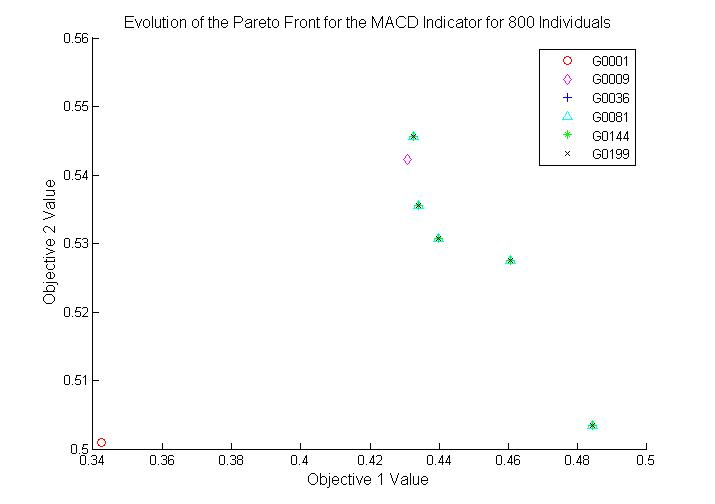 Evolution of the Pareto Front for the MACD Indicator for 800 Individuals
0.56
0.55
0.54
0.53
0.52
0.51
0.5
Objective 2 Value
G0001
G0009
G0036
G0081
G0144
G0199
0.34 0.36 0.38 0.4 0.42 0.44 0.46 0.48 0.5
Objective 1 Value